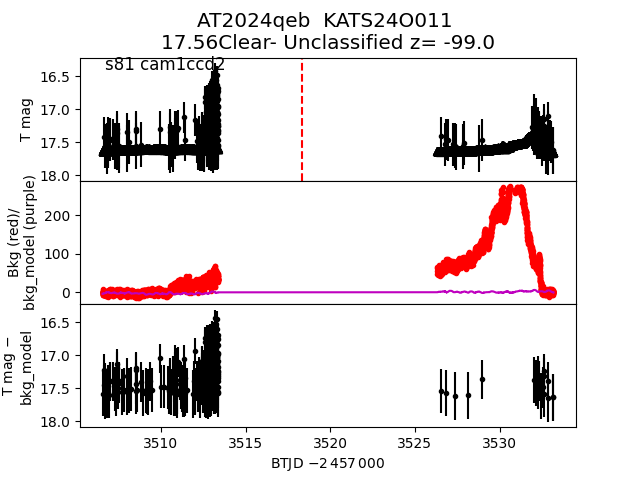 AT2024qeb KATS24O011
17.56Clear- Unclassified z= -99.0
s81 cam1ccd2
T mag
16.5
17.0
17.5
18.0
Bkg (red)/
bkg_model (purple)
200
100
0
T mag −
bkg_model
16.5
17.0
17.5
18.0
3510 3515 3520 3525 3530
BTJD −2 457 000